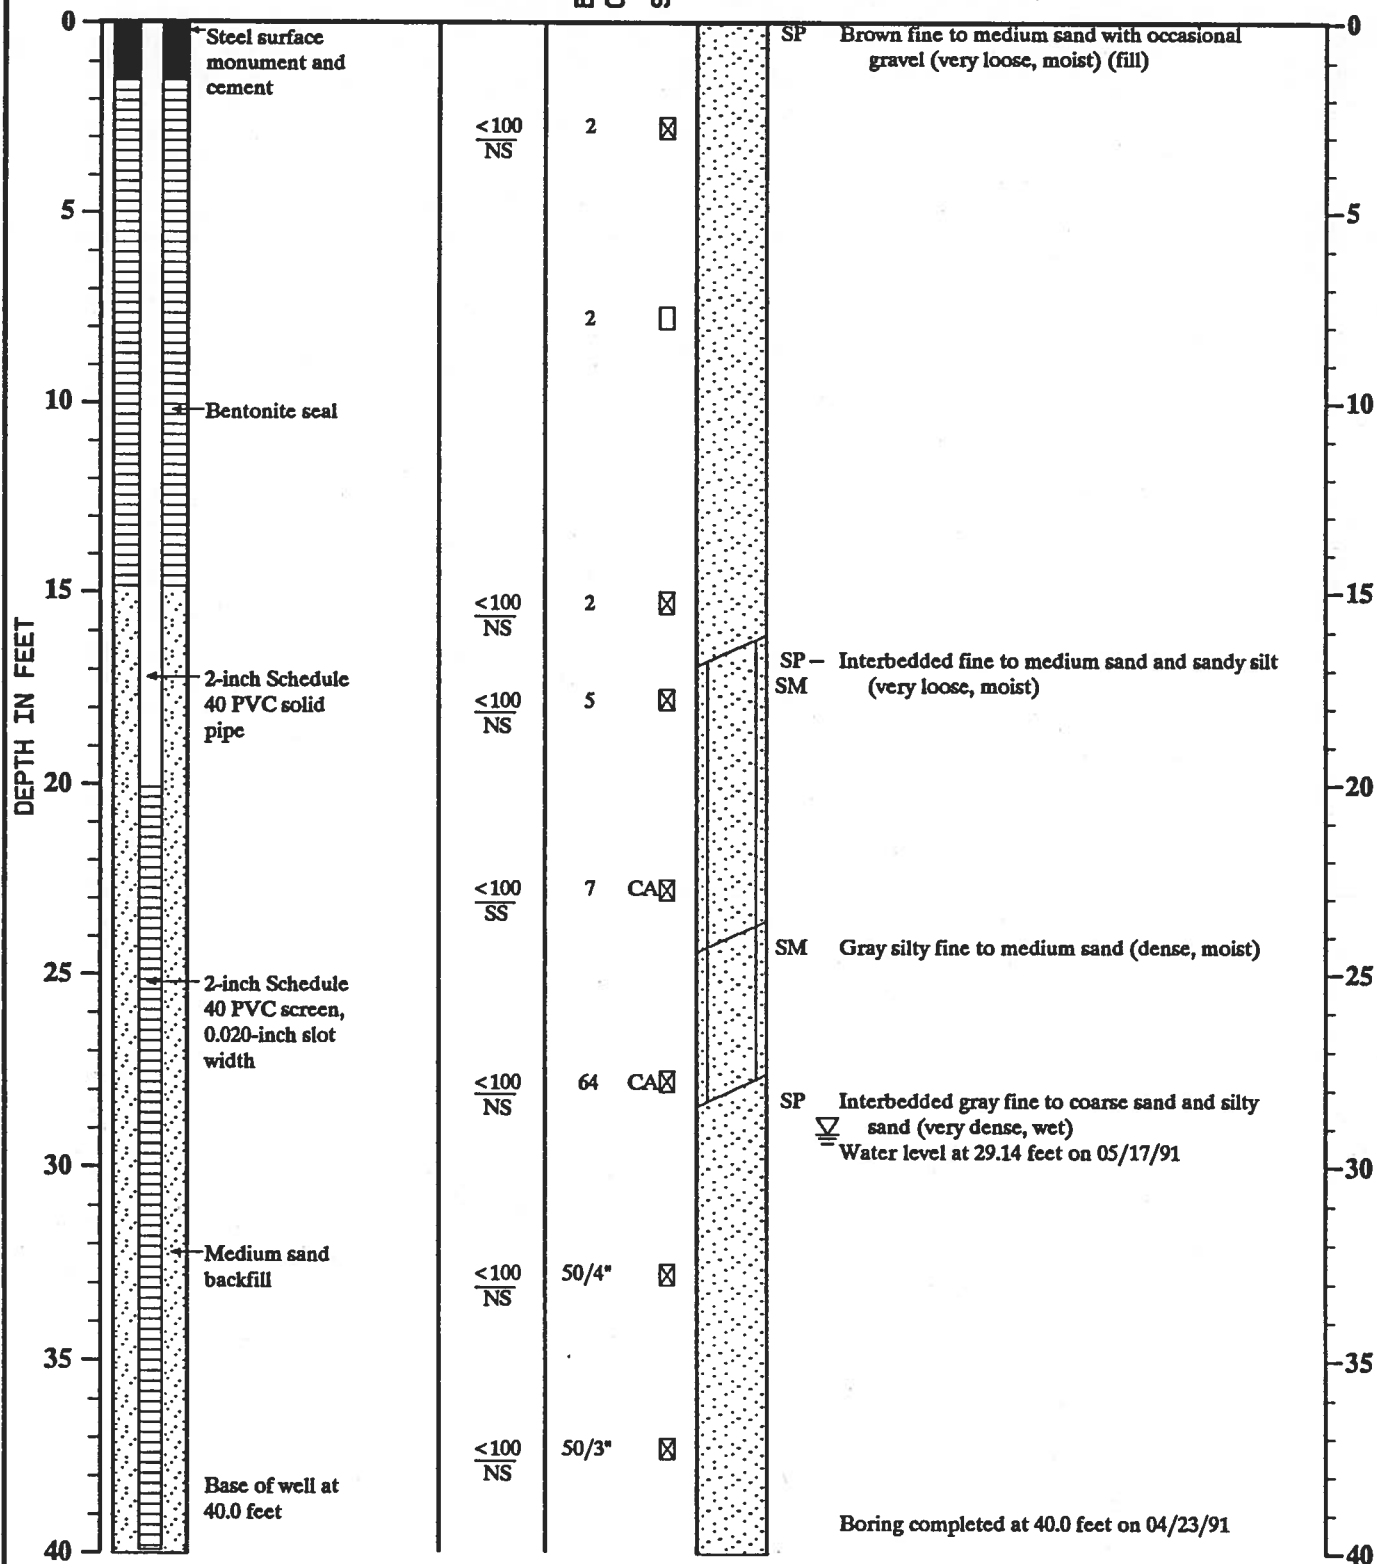 0
Steel surface
monument and
cement
SP Brown fine to medium sand with occasional
gravel (very loose, moist) (fill)
0
<100
NS
2
5
5
2
10
Bentonite seal
10
15
<100
NS
2
15
SP – Interbedded fine to medium sand and sandy silt
SM (very loose, moist)
2-inch Schedule
40 PVC solid
pipe
<100
NS
5
DEPTH IN FEET
20
20
<100
SS
7 CA
SM Gray silty fine to medium sand (dense, moist)
25
2-inch Schedule
40 PVC screen,
0.020-inch slot
width
25
<100
NS
64 CA
SP Interbedded gray fine to coarse sand and silty
sand (very dense, wet)
Water level at 29.14 feet on 05/17/91
30
30
Medium sand
backfill
<100
NS
50/4"
35
35
<100
NS
50/3"
Base of well at
40.0 feet
Boring completed at 40.0 feet on 04/23/91
40
40